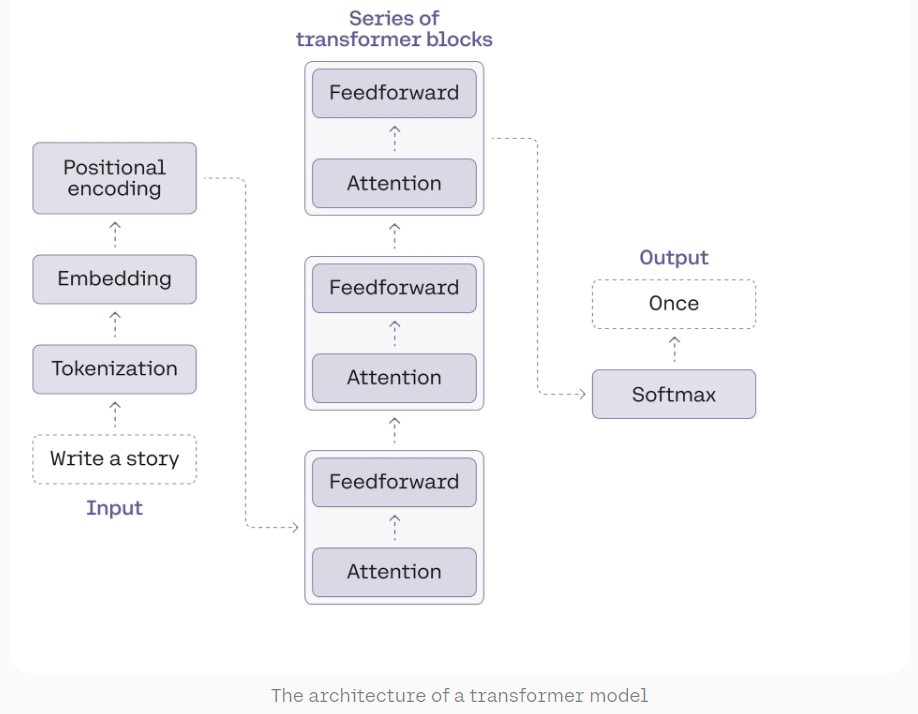 Series of
transformer blocks
Positional
encoding
Embedding
Tokenization
Write a story
Input
Feedforward
Attention
Feedforward
Attention
Feedforward
Attention
Output
Once
Softmax
The architecture of a transformer model